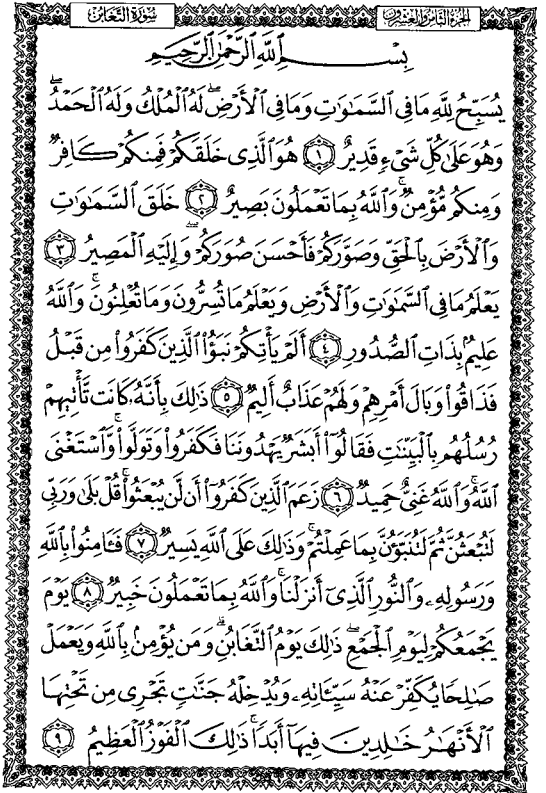 الجزء الثامن والعشرون
سورة التغابن
بِسْمِ ٱللَّهِ ٱلرَّحْمَٰنِ ٱلرَّحِيمِ
يُسَبِّحُ لِلَّهِ مَا فِى ٱلسَّمَٰوَٰتِ وَمَا فِى ٱلْأَرْضِ ۖ لَهُ ٱلْمُلْكُ وَلَهُ ٱلْحَمْدُ ۖ
وَهُوَ عَلَىٰ كُلِّ شَىْءٍ قَدِيرٌ ١ هُوَ ٱلَّذِى خَلَقَكُمْ فَمِنكُمْ كَافِرٌ
وَمِنكُم مُّؤْمِنٌ ۚ وَٱللَّهُ بِمَا تَعْمَلُونَ بَصِيرٌ ٢ خَلَقَ ٱلسَّمَٰوَٰتِ
وَٱلْأَرْضَ بِٱلْحَقِّ وَصَوَّرَكُمْ فَأَحْسَنَ صُوَرَكُمْ ۖ وَإِلَيْهِ ٱلْمَصِيرُ ٣
يَعْلَمُ مَا فِى ٱلسَّمَٰوَٰتِ وَٱلْأَرْضِ وَيَعْلَمُ مَا تُسِرُّونَ وَمَا تُعْلِنُونَ ۚ وَٱللَّهُ
عَلِيمٌۢ بِذَاتِ ٱلصُّدُورِ ٤ أَلَمْ يَأْتِكُمْ نَبَؤُا۟ ٱلَّذِينَ كَفَرُوا۟ مِن قَبْلُ
فَذَاقُوا۟ وَبَالَ أَمْرِهِمْ وَلَهُمْ عَذَابٌ أَلِيمٌ ٥ ذَٰلِكَ بِأَنَّهُۥ كَانَت تَّأْتِيهِمْ
رُسُلُهُم بِٱلْبَيِّنَٰتِ فَقَالُوٓا۟ أَبَشَرٌ يَهْدُونَنَا فَكَفَرُوا۟ وَتَوَلَّوا۟ ۚ وَّٱسْتَغْنَى
ٱللَّهُ ۚ وَٱللَّهُ غَنِىٌّ حَمِيدٌ ٦ زَعَمَ ٱلَّذِينَ كَفَرُوٓا۟ أَن لَّن يُبْعَثُوا۟ ۚ قُلْ بَلَىٰ وَرَبِّى
لَتُبْعَثُنَّ ثُمَّ لَتُنَبَّؤُنَّ بِمَا عَمِلْتُمْ ۚ وَذَٰلِكَ عَلَى ٱللَّهِ يَسِيرٌ ٧ فَـَٔامِنُوا۟ بِٱللَّهِ
وَرَسُولِهِۦ وَٱلنُّورِ ٱلَّذِىٓ أَنزَلْنَا ۚ وَٱللَّهُ بِمَا تَعْمَلُونَ خَبِيرٌ ٨ يَوْمَ
يَجْمَعُكُمْ لِيَوْمِ ٱلْجَمْعِ ۖ ذَٰلِكَ يَوْمُ ٱلتَّغَابُنِ ۗ وَمَن يُؤْمِنۢ بِٱللَّهِ وَيَعْمَلْ
صَٰلِحًا يُكَفِّرْ عَنْهُ سَيِّـَٔاتِهِۦ وَيُدْخِلْهُ جَنَّٰتٍ تَجْرِى مِن تَحْتِهَا
ٱلْأَنْهَٰرُ خَٰلِدِينَ فِيهَآ أَبَدًا ۚ ذَٰلِكَ ٱلْفَوْزُ ٱلْعَظِيمُ ٩